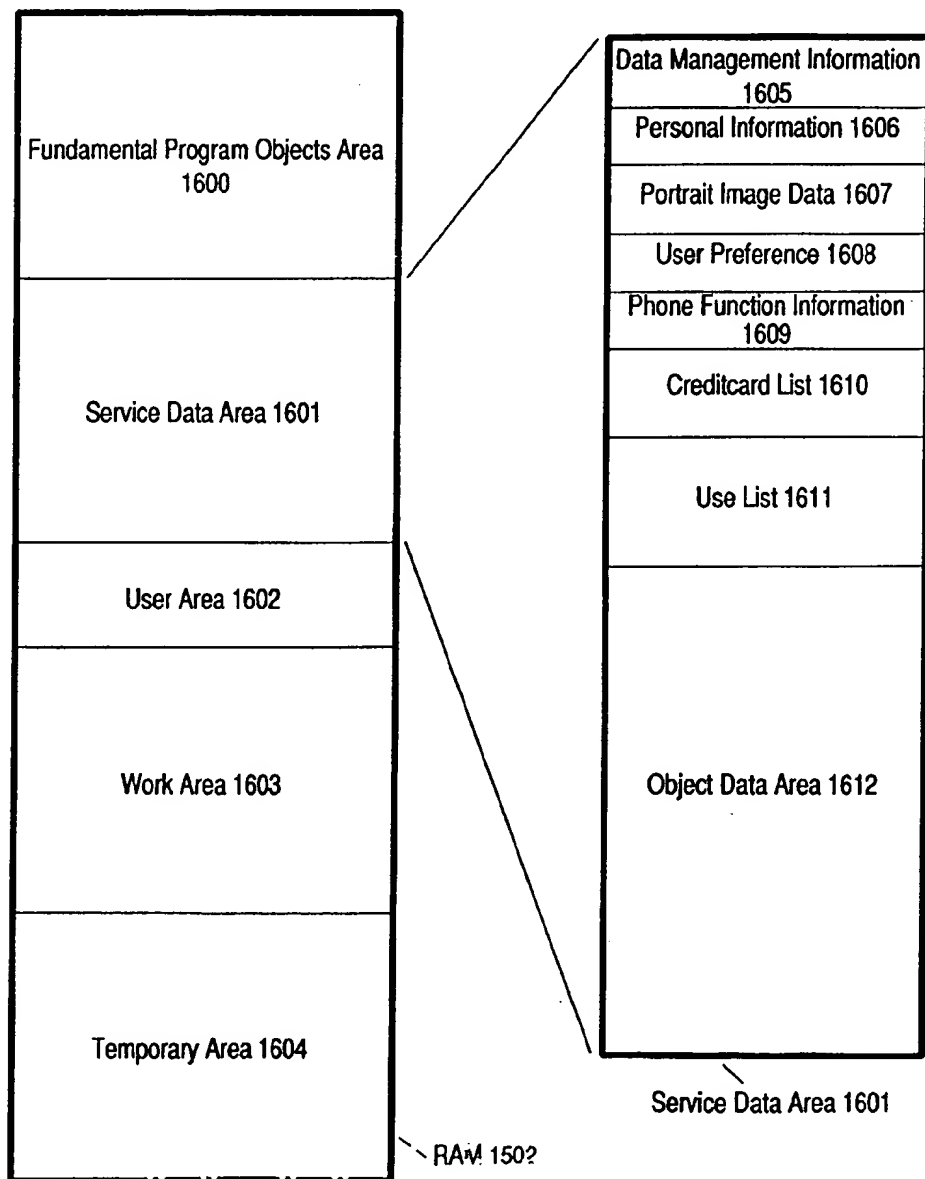 Fundamental Program Objects Area
1600
Service Data Area 1601
User Area 1602
Work Area 1603
Temporary Area 1604
RAM 1502
Data Management Information
1605
Personal Information 1606
Portrait Image Data 1607
User Preference 1608
Phone Function Information
1609
Creditcard List 1610
Use List 1611
Object Data Area 1612
Service Data Area 1601